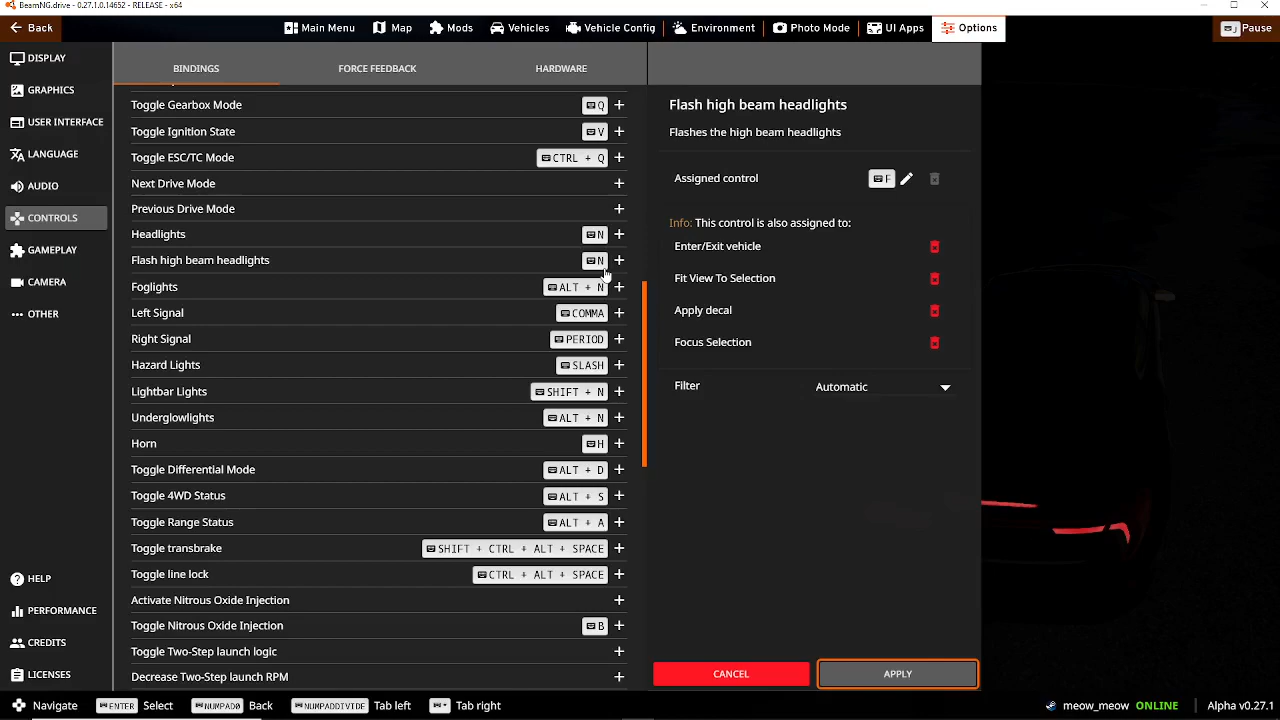 BeamNG.drive - 0.27.1.0.14652 - RELEASE - x64
Back
Main Menu
Map
Mods
Vehicles
Vehicle Config
Environment
Photo Mode
UI Apps
Options
J Pause
DISPLAY
GRAPHICS
USER INTERFACE
LANGUAGE
AUDIO
CONTROLS
GAMEPLAY
CAMERA
OTHER
HELP
PERFORMANCE
CREDITS
LICENSES
BINDINGS
FORCE FEEDBACK
HARDWARE
Toggle Gearbox Mode Q +
Toggle Ignition State V +
Toggle ESC/TC Mode CTRL + Q +
Next Drive Mode +
Previous Drive Mode +
Headlights N +
Flash high beam headlights N +
Foglights ALT + N +
Left Signal COMMA +
Right Signal PERIOD +
Hazard Lights SLASH +
Lightbar Lights SHIFT + N +
Underglowlights ALT + N +
Horn H +
Toggle Differential Mode ALT + D +
Toggle 4WD Status ALT + S +
Toggle Range Status ALT + A +
Toggle transbrake SHIFT + CTRL + ALT + SPACE +
Toggle line lock CTRL + ALT + SPACE +
Activate Nitrous Oxide Injection +
Toggle Nitrous Oxide Injection B +
Toggle Two-Step launch logic +
Decrease Two-Step launch RPM +
Flash high beam headlights
Flashes the high beam headlights
Assigned control F
Info: This control is also assigned to:
Enter/Exit vehicle
Fit View To Selection
Apply decal
Focus Selection
Filter Automatic
CANCEL
APPLY
Navigate
ENTER Select
NUMPAD0 Back
NUMPADDIVIDE Tab left
Tab right
meow_meow ONLINE
Alpha v0.27.1